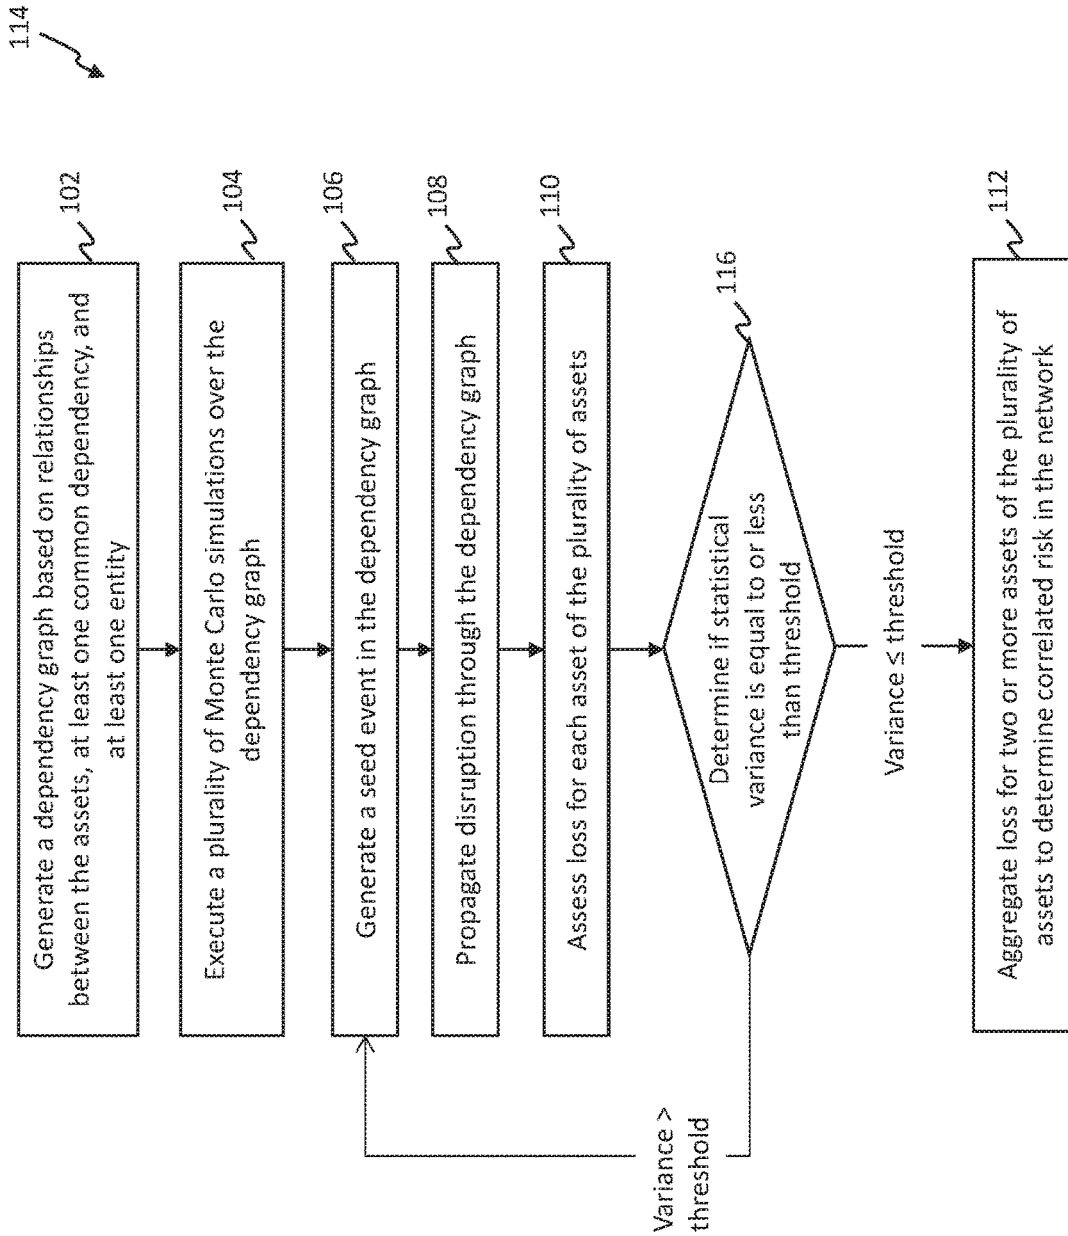 114
Generate a dependency graph based on relationships
between the assets, at least one common dependency, and
at least one entity
102
Execute a plurality of Monte Carlo simulations over the
dependency graph
104
Generate a seed event in the dependency graph
106
Propagate disruption through the dependency graph
108
Assess loss for each asset of the plurality of assets
110
Determine if statistical
variance is equal to or less
than threshold
116
Variance >
threshold
Variance ≤ threshold
Aggregate loss for two or more assets of the plurality of
assets to determine correlated risk in the network
112